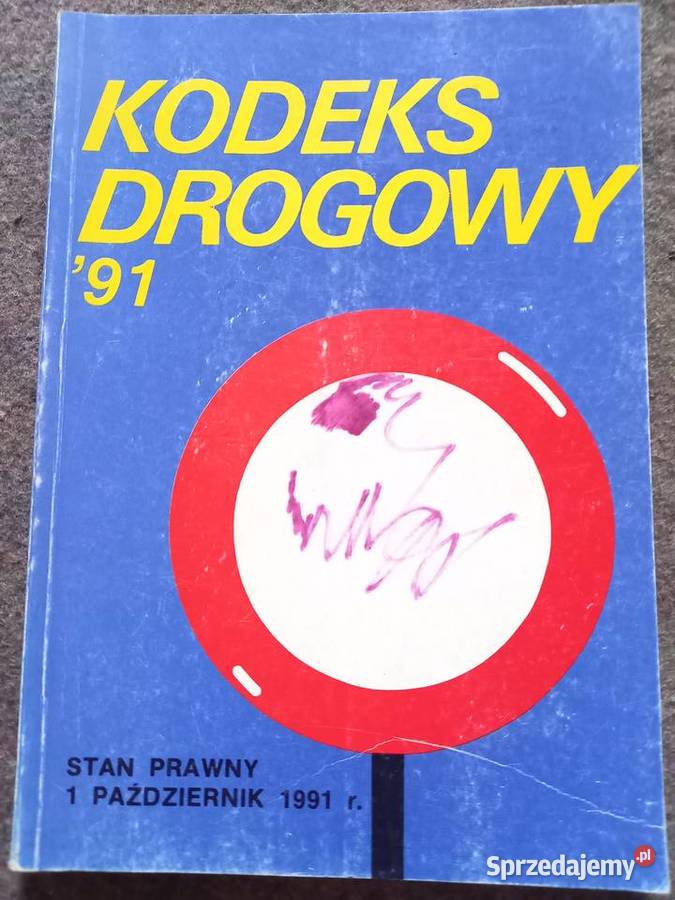 KODEKS
DROGOWY
'91
STAN PRAWNY
1 PAŹDZIERNIK 1991 r.
Sprzedajemy.pl